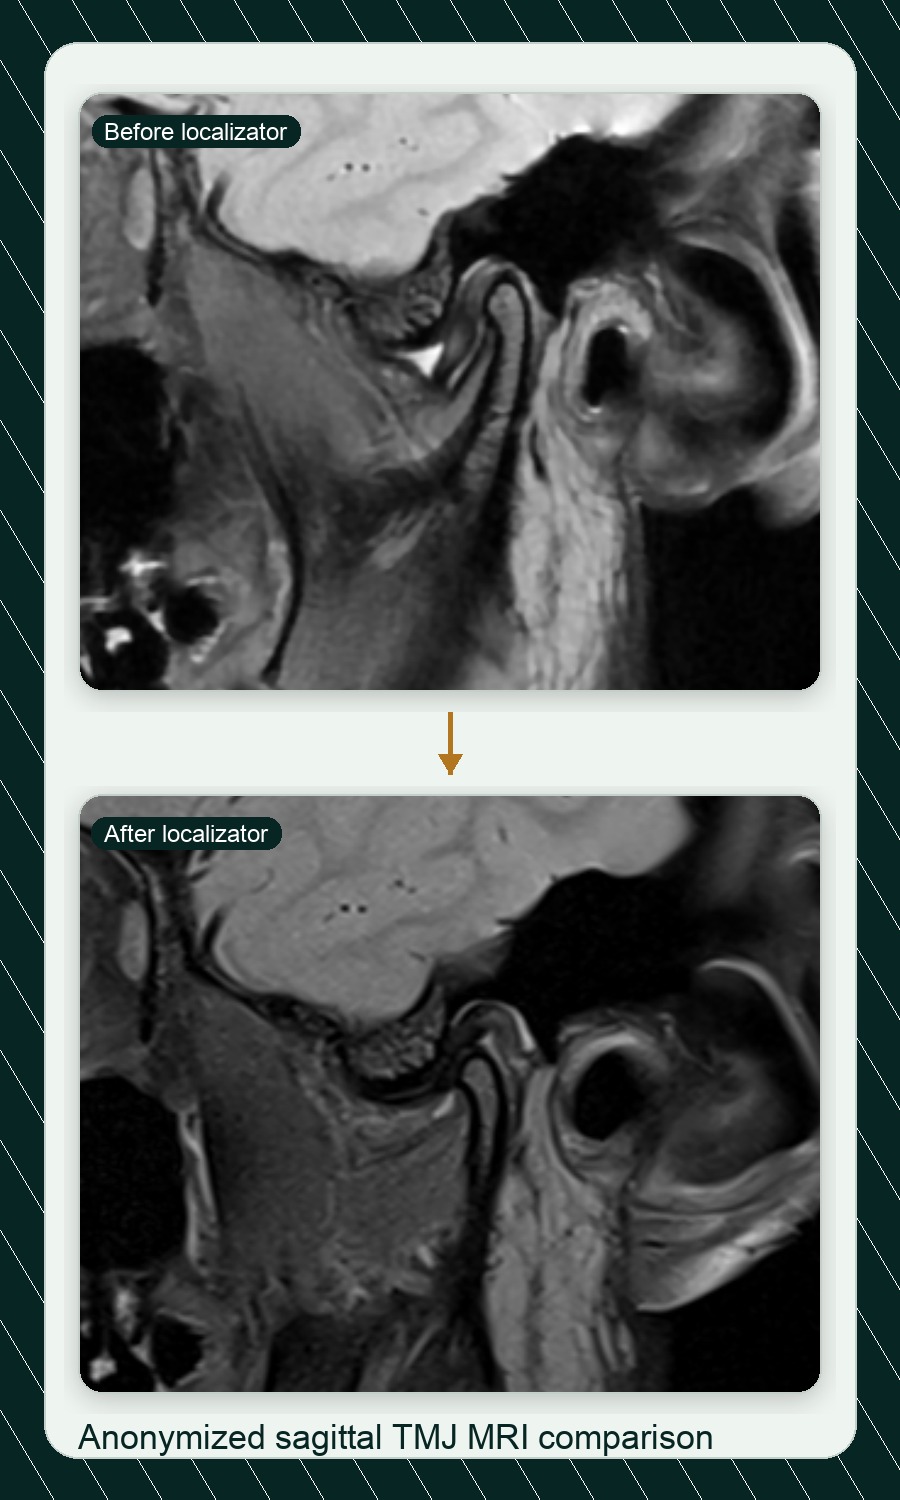 Before localizator
After localizator
Anonymized sagittal TMJ MRI comparison